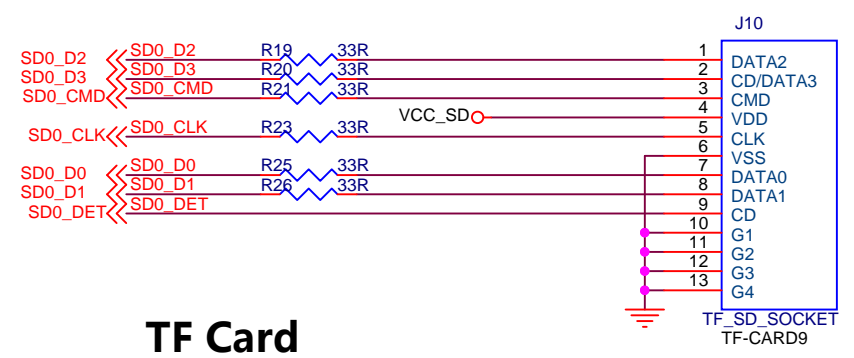 J10
SD0_D2 SD0_D2 R19 33R 1 DATA2
SD0_D3 SD0_D3 R20 33R 2 CD/DATA3
SD0_CMD SD0_CMD R21 33R 3 CMD
VCC_SD 4 VDD
SD0_CLK SD0_CLK R23 33R 5 CLK
6 VSS
SD0_D0 SD0_D0 R25 33R 7 DATA0
SD0_D1 SD0_D1 R26 33R 8 DATA1
SD0_DET SD0_DET 9 CD
10 G1
11 G2
12 G3
13 G4
TF_SD_SOCKET
TF-CARD9
TF Card